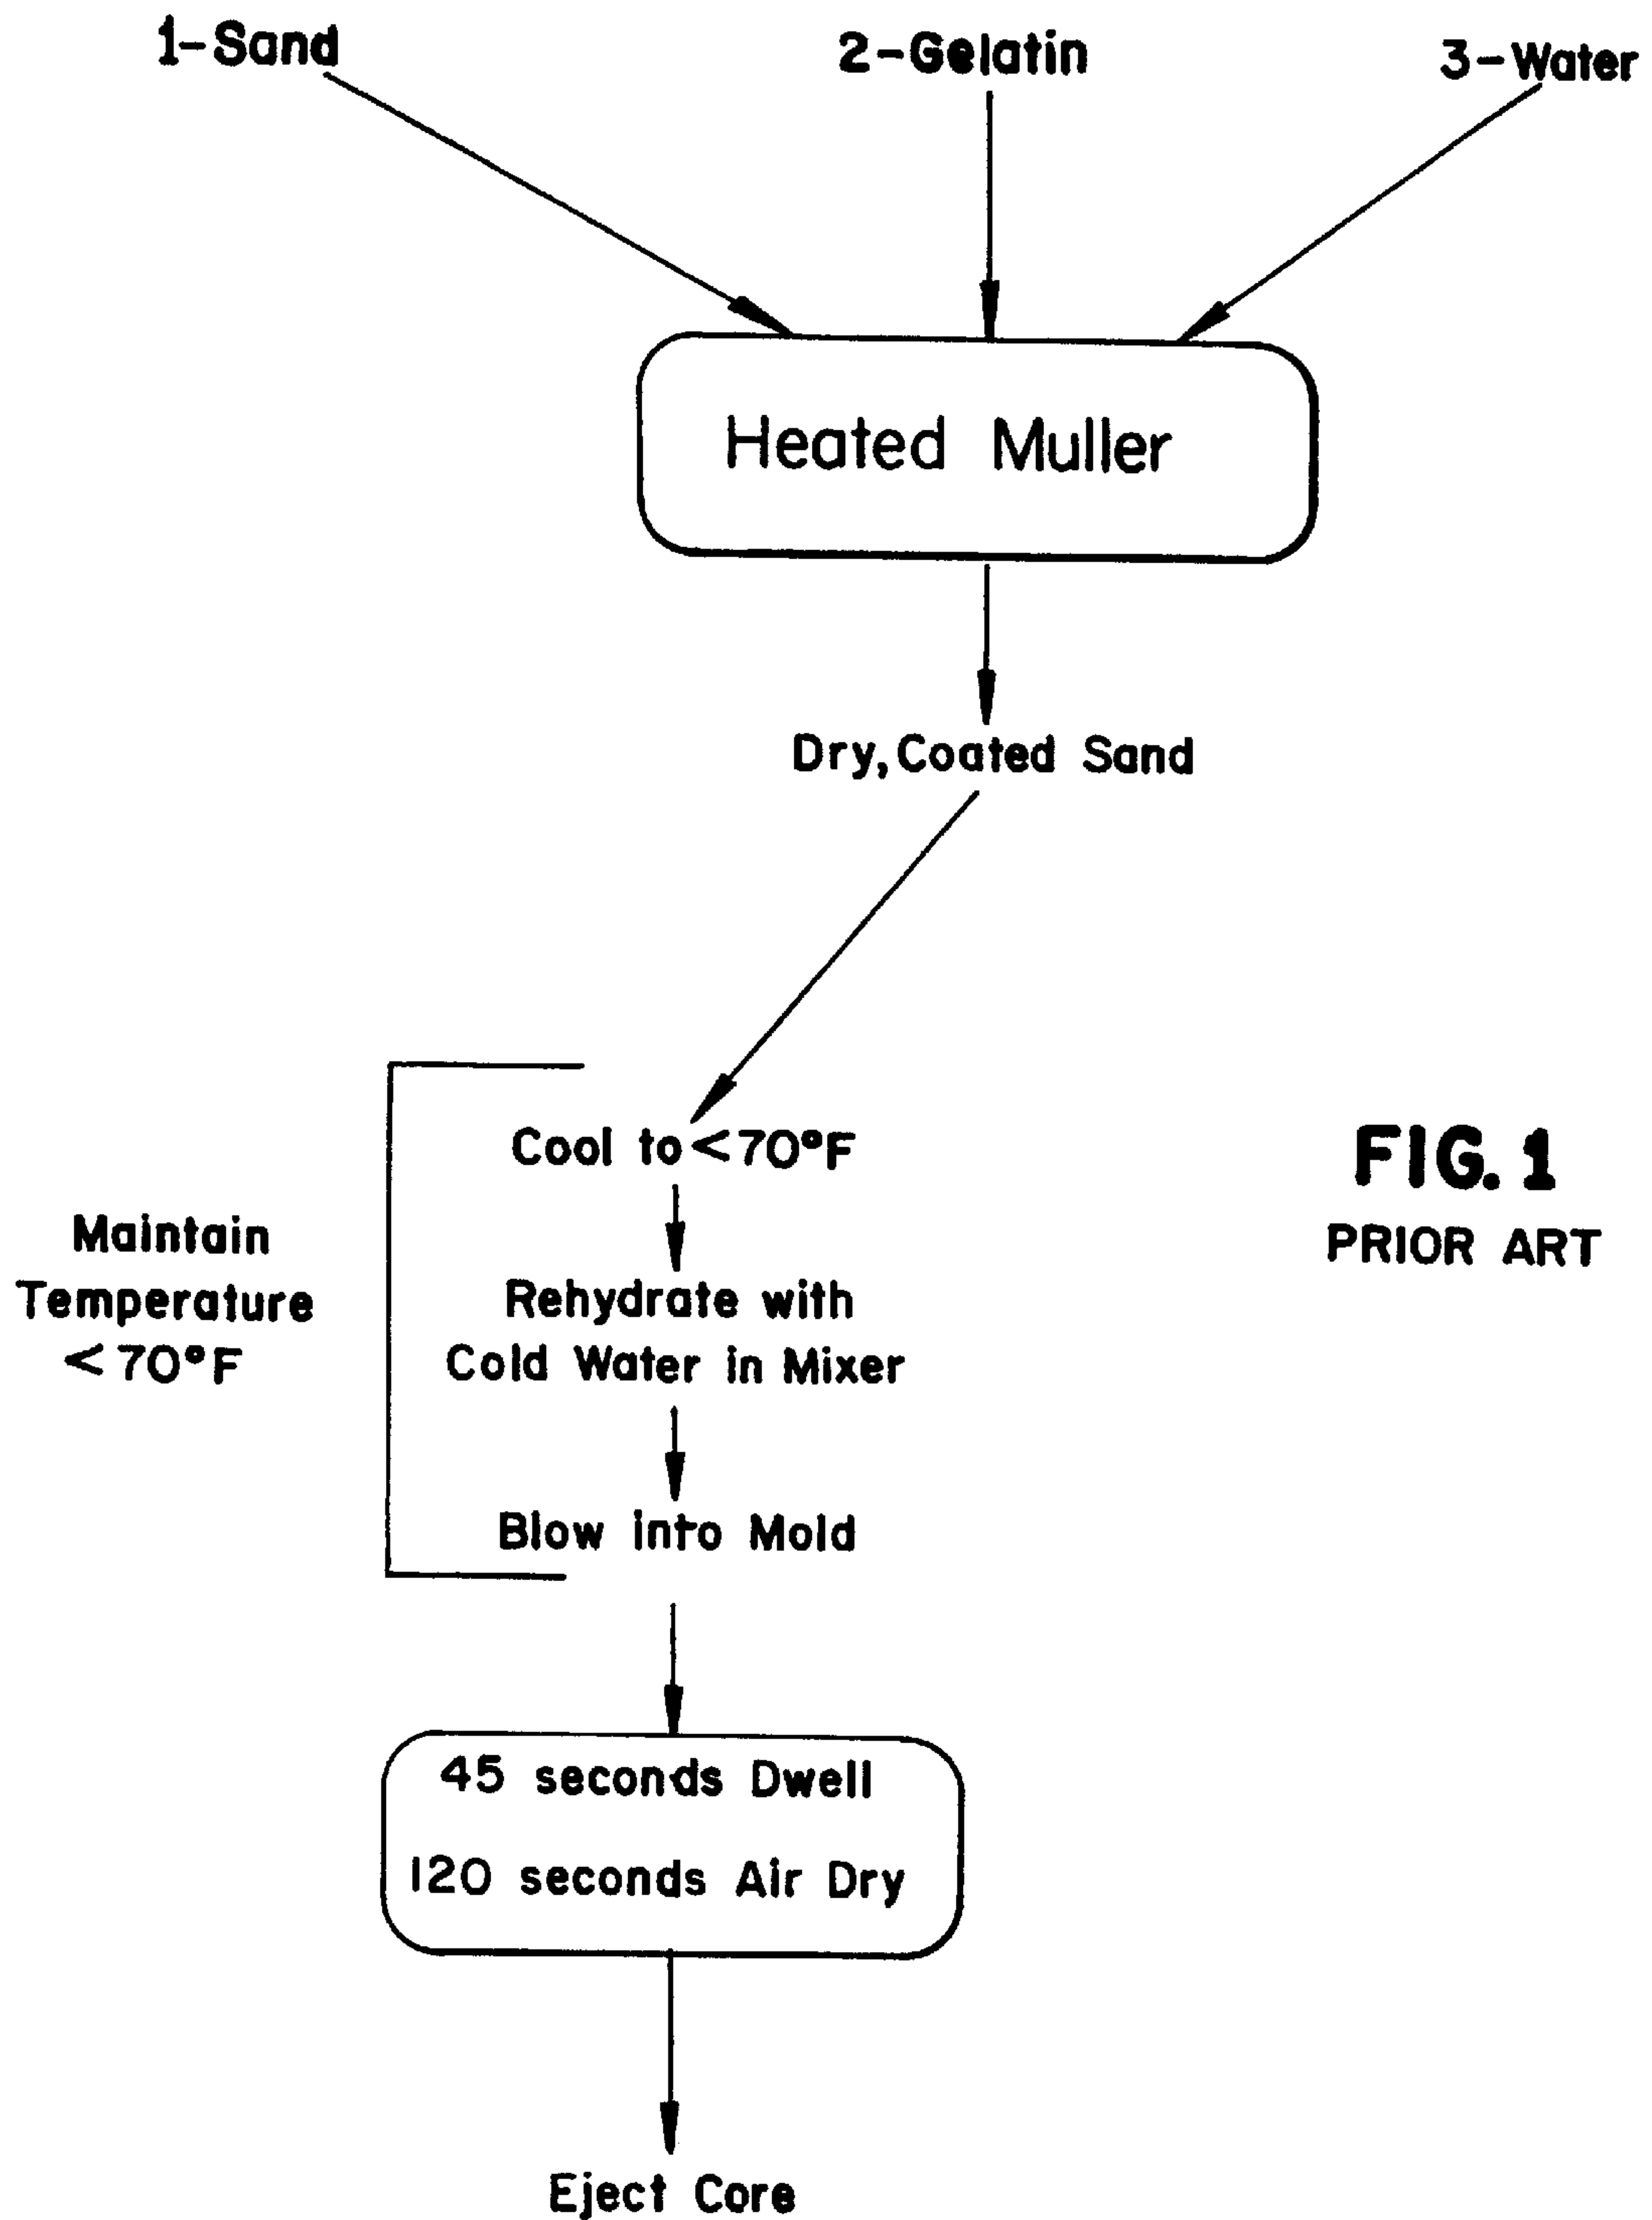 1-Sand
2-Gelatin
3-Water
Heated Muller
Dry, Coated Sand
Cool to <70°F
Maintain
Temperature
<70°F
Rehydrate with
Cold Water in Mixer
Blow into Mold
FIG. 1
PRIOR ART
45 seconds Dwell
120 seconds Air Dry
Eject Core